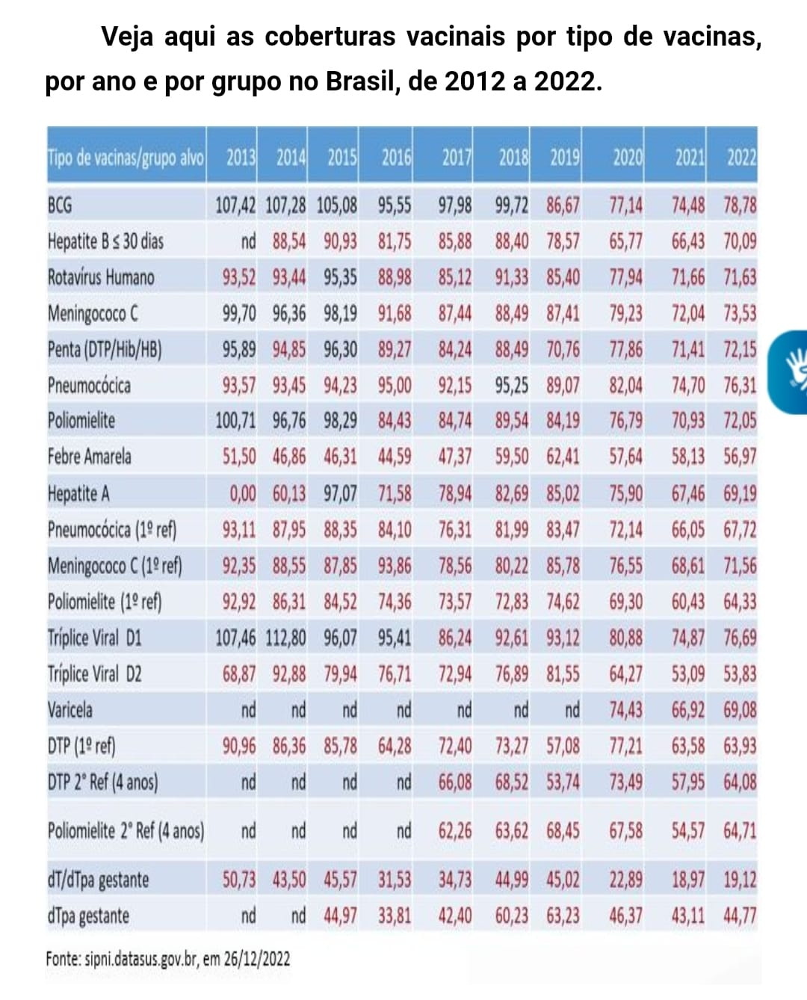 Veja aqui as coberturas vacinais por tipo de vacinas,
por ano e por grupo no Brasil, de 2012 a 2022.
Tipo de vacinas/grupo alvo 2013 2014 2015 2016 2017 2018 2019 2020 2021 2022
BCG 107,42 107,28 105,08 95,55 97,98 99,72 86,67 77,14 74,48 78,78
Hepatite B ≤ 30 dias nd 88,54 90,93 81,75 85,88 88,40 78,57 65,77 66,43 70,09
Rotavírus Humano 93,52 93,44 95,35 88,98 85,12 91,33 85,40 77,94 71,66 71,63
Meningococo C 99,70 96,36 98,19 91,68 87,44 88,49 87,41 79,23 72,04 73,53
Penta (DTP/Hib/HB) 95,89 94,85 96,30 89,27 84,24 88,49 70,76 77,86 71,41 72,15
Pneumocócica 93,57 93,45 94,23 95,00 92,15 95,25 89,07 82,04 74,70 76,31
Poliomielite 100,71 96,76 98,29 84,43 84,74 89,54 84,19 76,79 70,93 72,05
Febre Amarela 51,50 46,86 46,31 44,59 47,37 59,50 62,41 57,64 58,13 56,97
Hepatite A 0,00 60,13 97,07 71,58 78,94 82,69 85,02 75,90 67,46 69,19
Pneumocócica (1º ref) 93,11 87,95 88,35 84,10 76,31 81,99 83,47 72,14 66,05 67,72
Meningococo C (1º ref) 92,35 88,55 87,85 93,86 78,56 80,22 85,78 76,55 68,61 71,56
Poliomielite (1º ref) 92,92 86,31 84,52 74,36 73,57 72,83 74,62 69,30 60,43 64,33
Tríplice Viral D1 107,46 112,80 96,07 95,41 86,24 92,61 93,12 80,88 74,87 76,69
Tríplice Viral D2 68,87 92,88 79,94 76,71 72,94 76,89 81,55 64,27 53,09 53,83
Varicela nd nd nd nd nd nd nd 74,43 66,92 69,08
DTP (1º ref) 90,96 86,36 85,78 64,28 72,40 73,27 57,08 77,21 63,58 63,93
DTP 2° Ref (4 anos) nd nd nd nd 66,08 68,52 53,74 73,49 57,95 64,08
Poliomielite 2° Ref (4 anos) nd nd nd nd 62,26 63,62 68,45 67,58 54,57 64,71
dT/dTpa gestante 50,73 43,50 45,57 31,53 34,73 44,99 45,02 22,89 18,97 19,12
dTpa gestante nd nd 44,97 33,81 42,40 60,23 63,23 46,37 43,11 44,77
Fonte: sipni.datasus.gov.br, em 26/12/2022